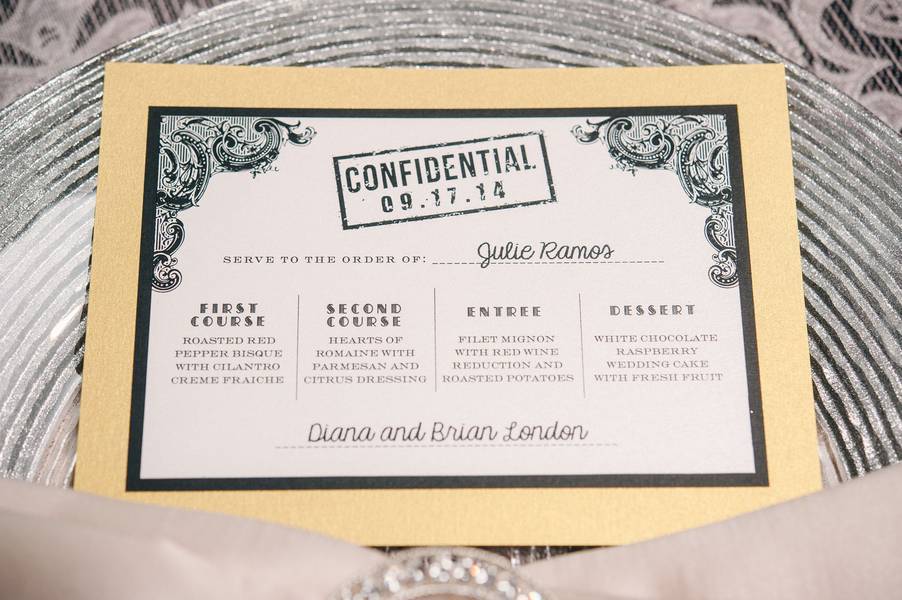 CONFIDENTIAL
09.17.14
SERVE TO THE ORDER OF: Julie Ramos
FIRST
COURSE
ROASTED RED
PEPPER BISQUE
WITH CILANTRO
CREME FRAICHE
SECOND
COURSE
HEARTS OF
ROMAINE WITH
PARMESAN AND
CITRUS DRESSING
ENTREE
FILET MIGNON
WITH RED WINE
REDUCTION AND
ROASTED POTATOES
DESSERT
WHITE CHOCOLATE
RASPBERRY
WEDDING CAKE
WITH FRESH FRUIT
Diana and Brian London